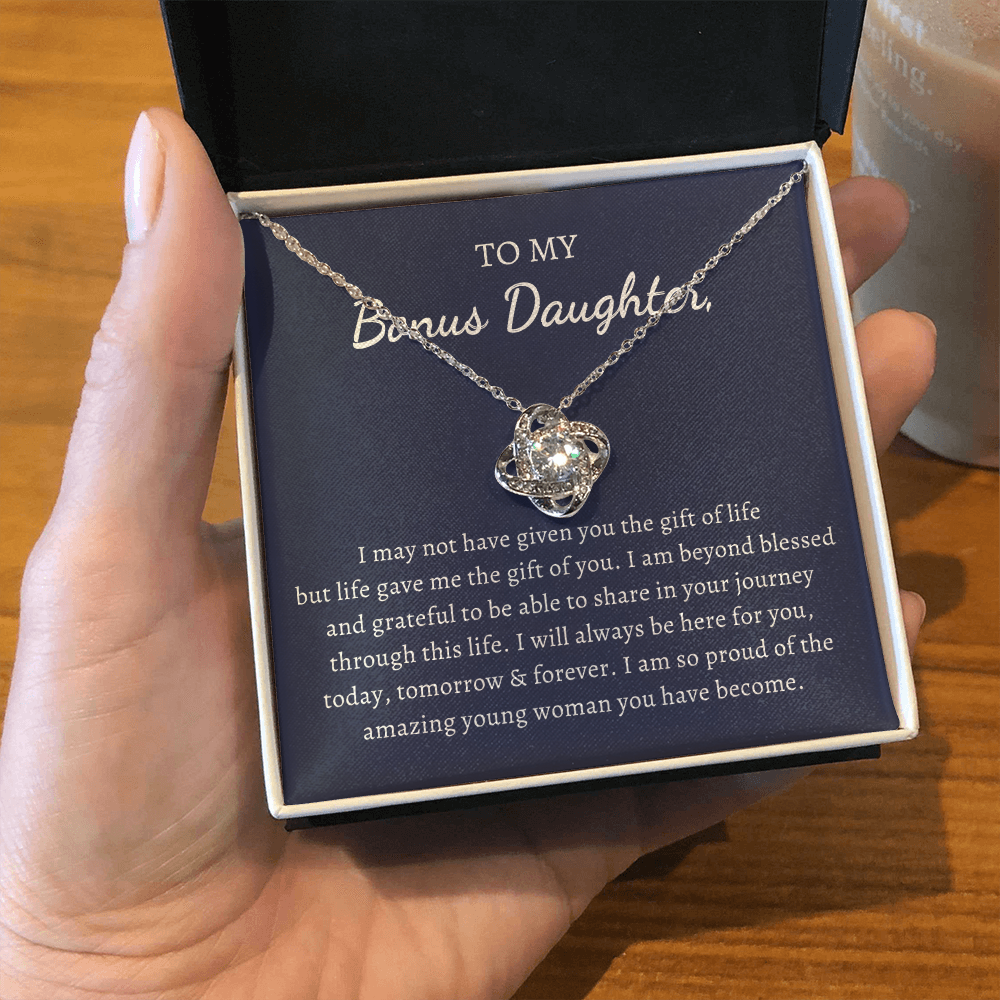 TO MY
Bonus Daughter,
I may not have given you the gift of life
but life gave me the gift of you. I am beyond blessed
and grateful to be able to share in your journey
through this life. I will always be here for you,
today, tomorrow & forever. I am so proud of the
amazing young woman you have become.
first